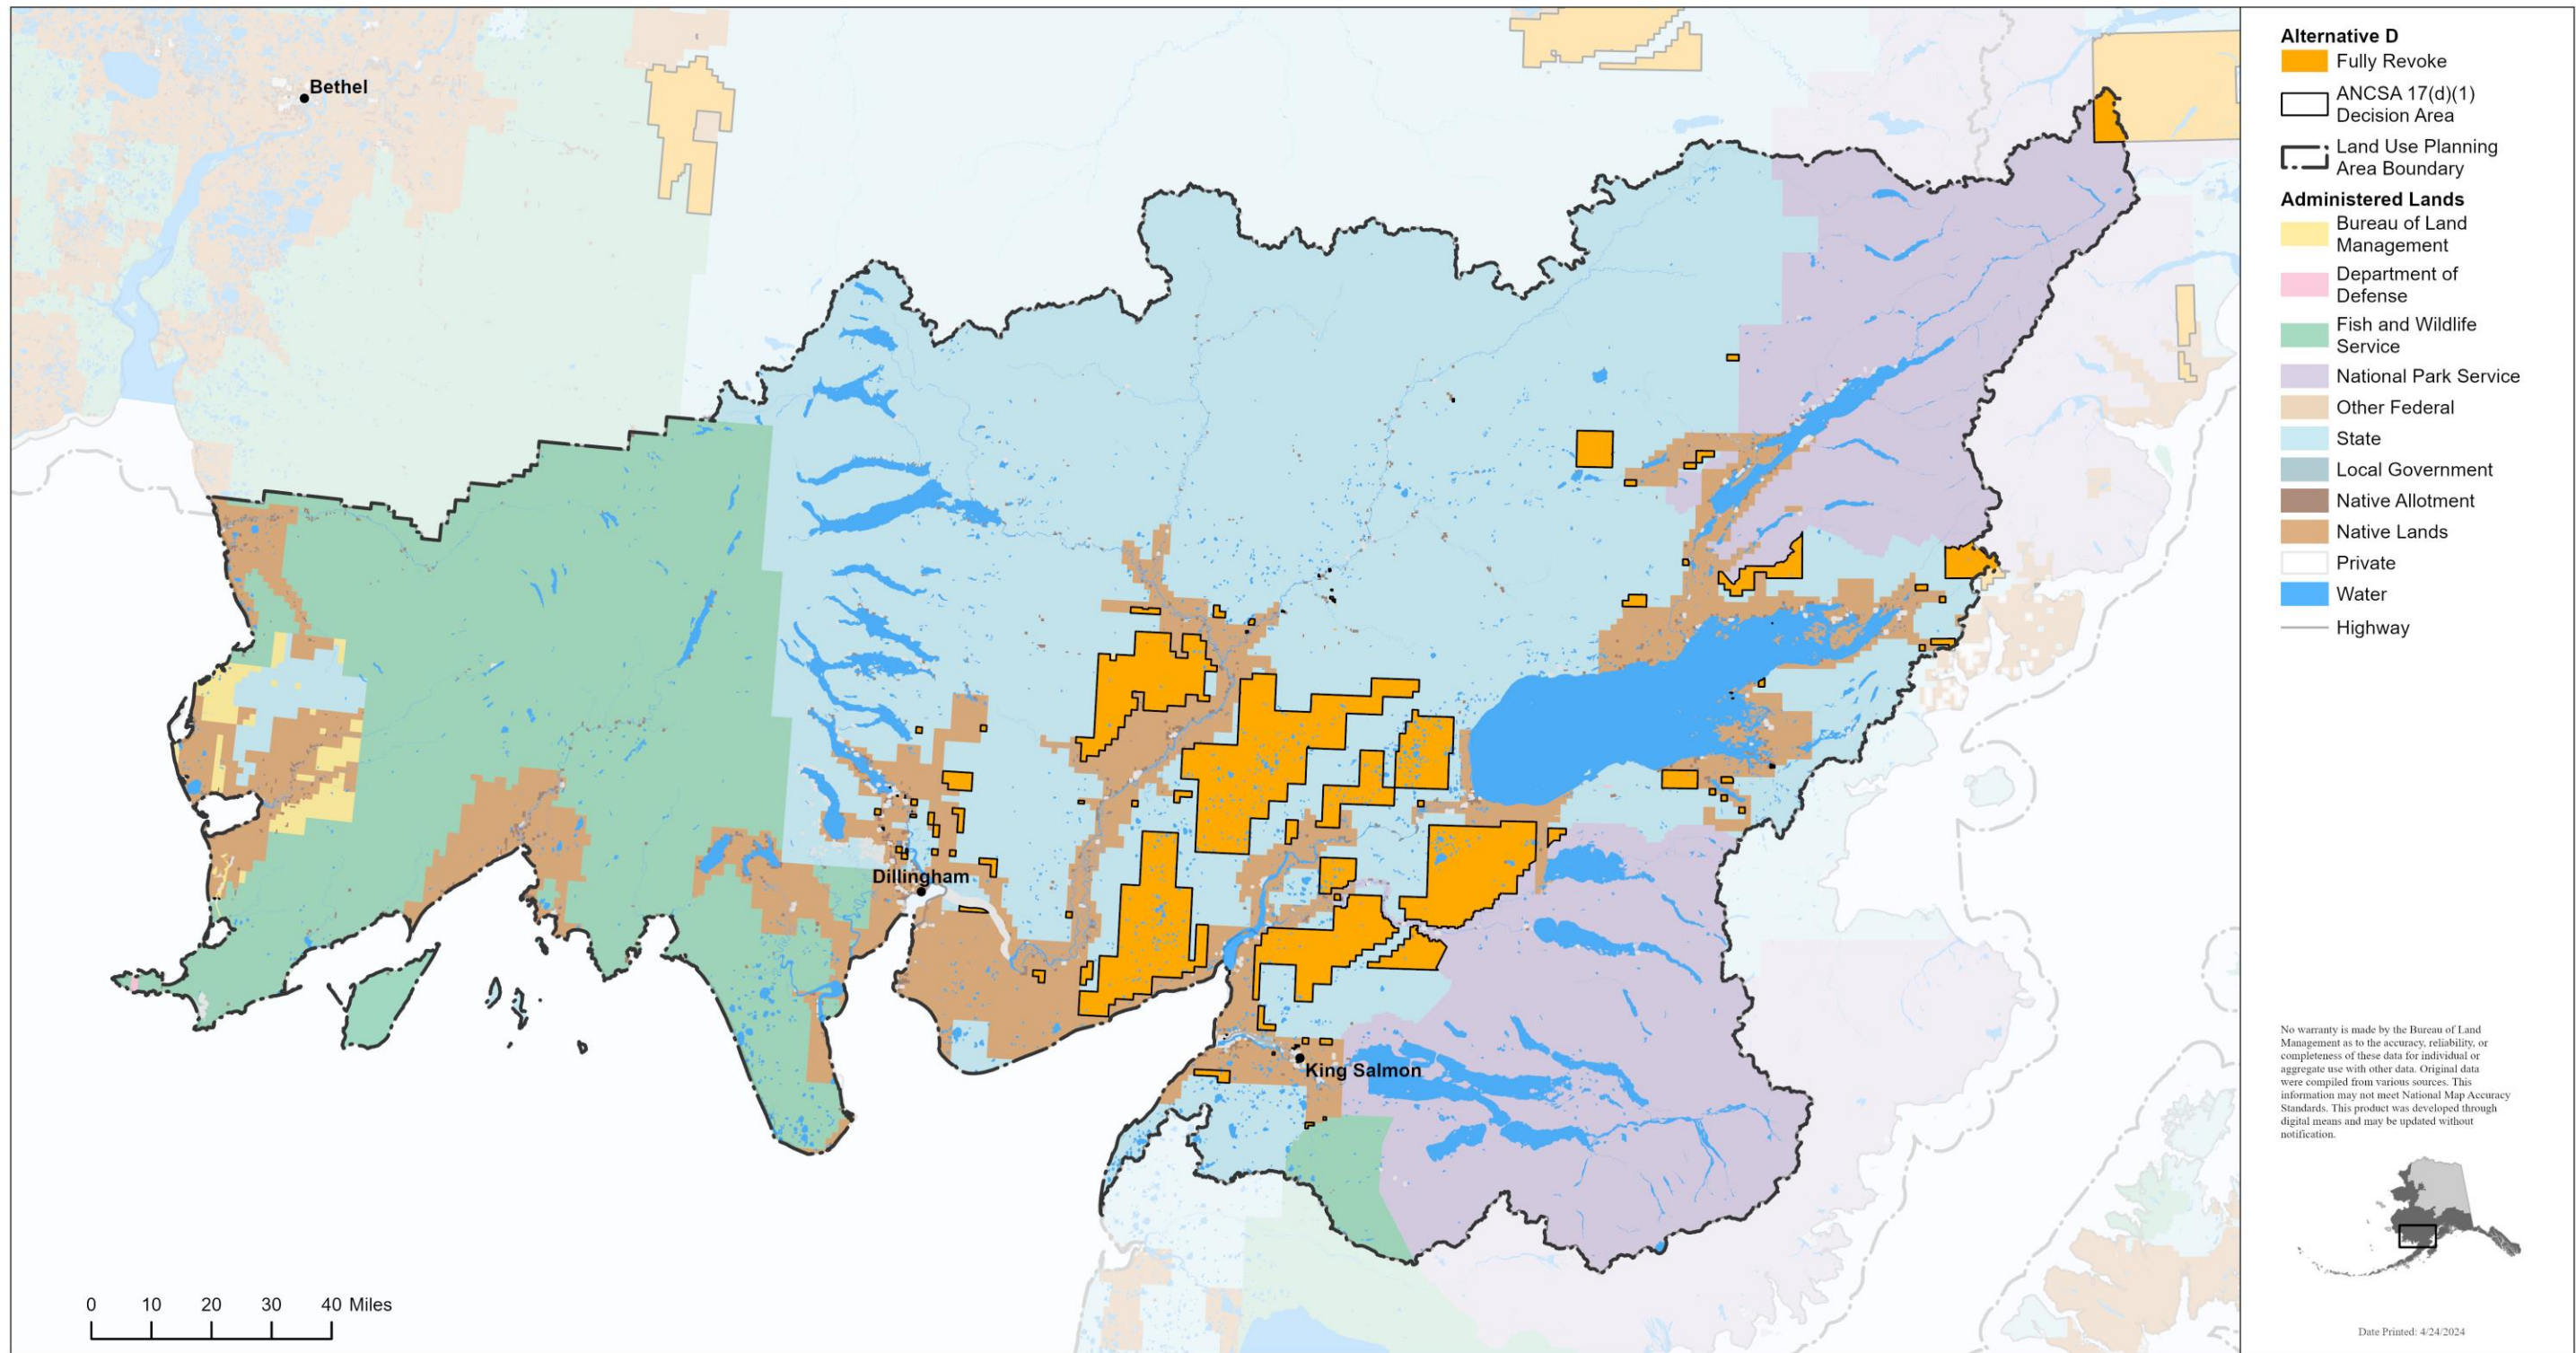 Bethel
Dillingham
King Salmon
0 10 20 30 40 Miles
Alternative D
Fully Revoke
ANCSA 17(d)(1)
Decision Area
Land Use Planning
Area Boundary
Administered Lands
Bureau of Land
Management
Department of
Defense
Fish and Wildlife
Service
National Park Service
Other Federal
State
Local Government
Native Allotment
Native Lands
Private
Water
Highway
No warranty is made by the Bureau of Land
Management as to the accuracy, reliability, or
completeness of these data for individual or
aggregate use with other data. Original data
were compiled from various sources. This
information may not meet National Map Accuracy
Standards. This product was developed through
digital means and may be updated without
notification.
Date Printed: 4/24/2024